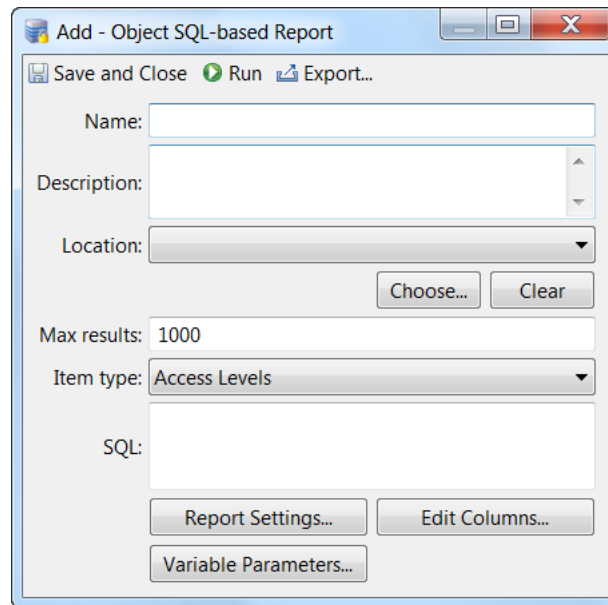 Add - Object SQL-based Report
Save and Close Run Export...
Name:
Description:
Location:
Choose... Clear
Max results: 1000
Item type: Access Levels
SQL:
Report Settings... Edit Columns...
Variable Parameters...